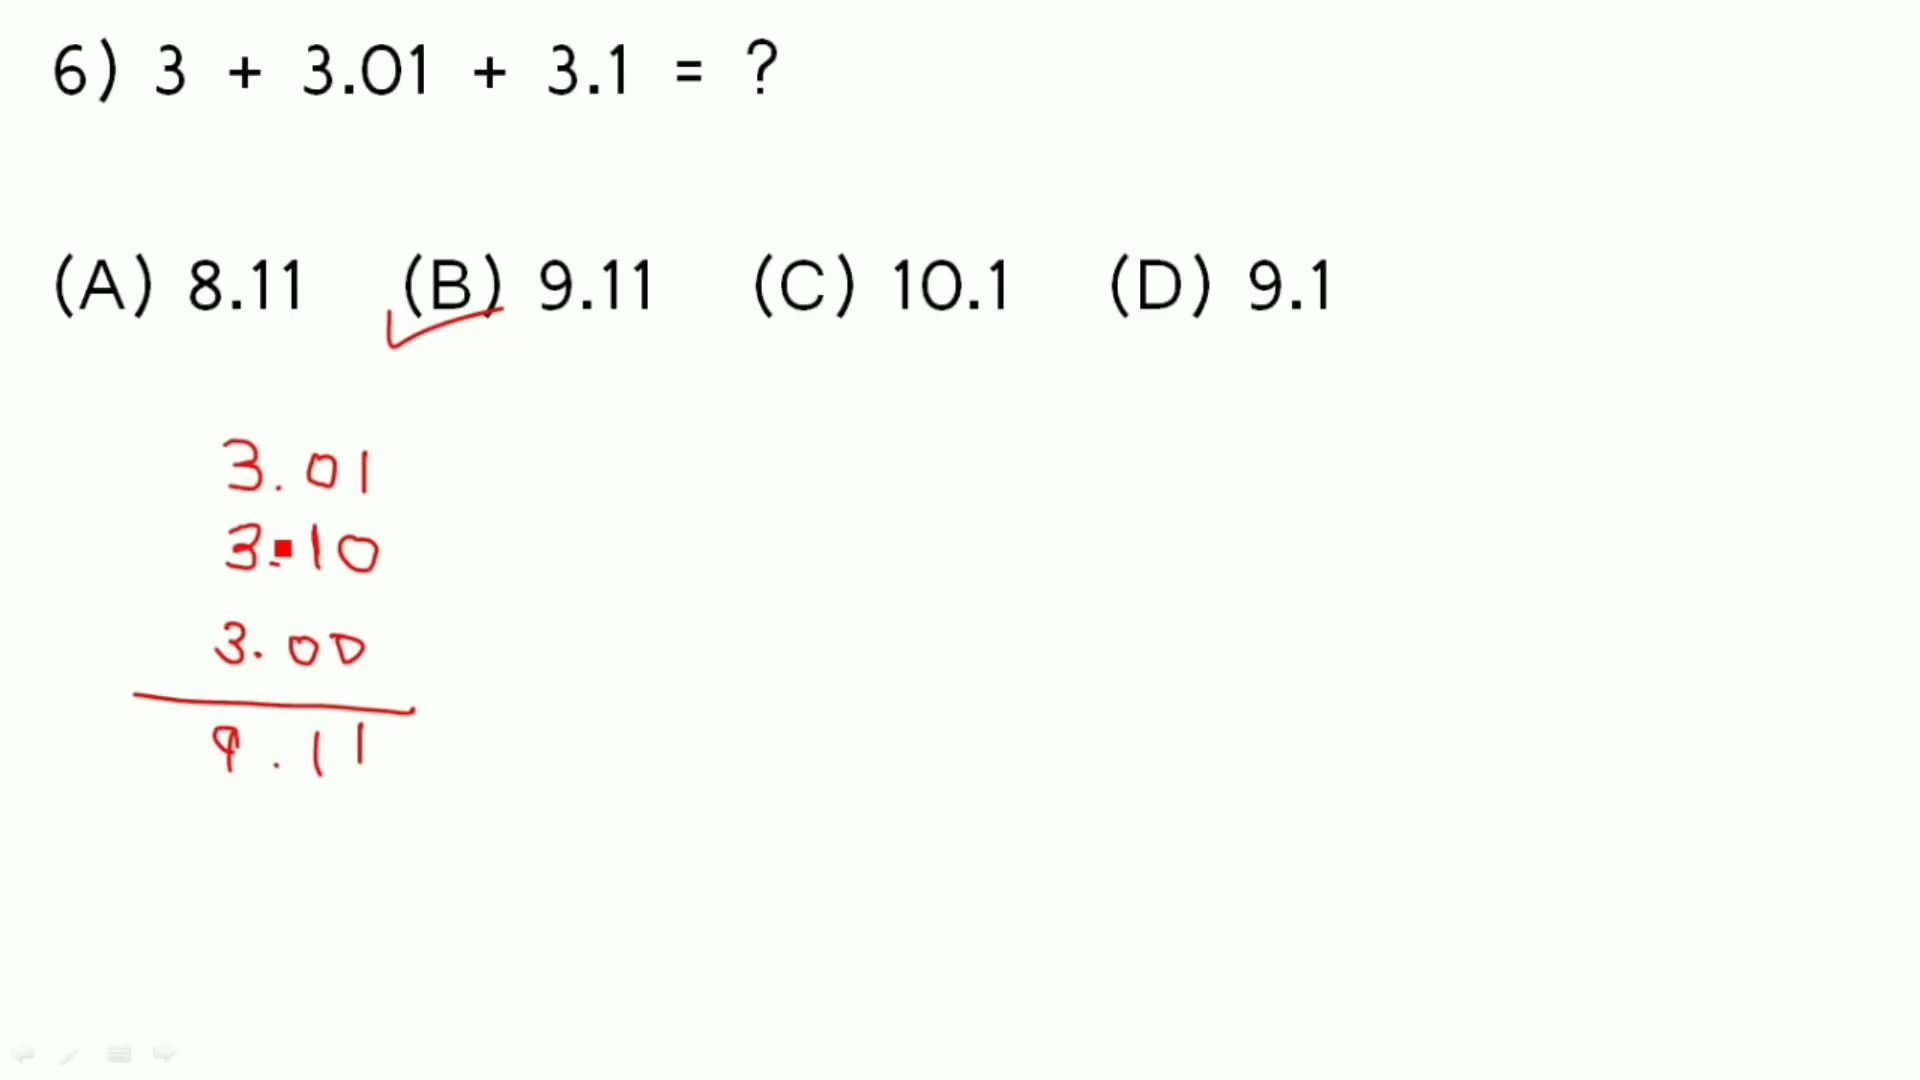 6) 3 + 3.01 + 3.1 = ?
(A) 8.11 (B) 9.11 (C) 10.1 (D) 9.1
3.01
3.10
3.00
9.11